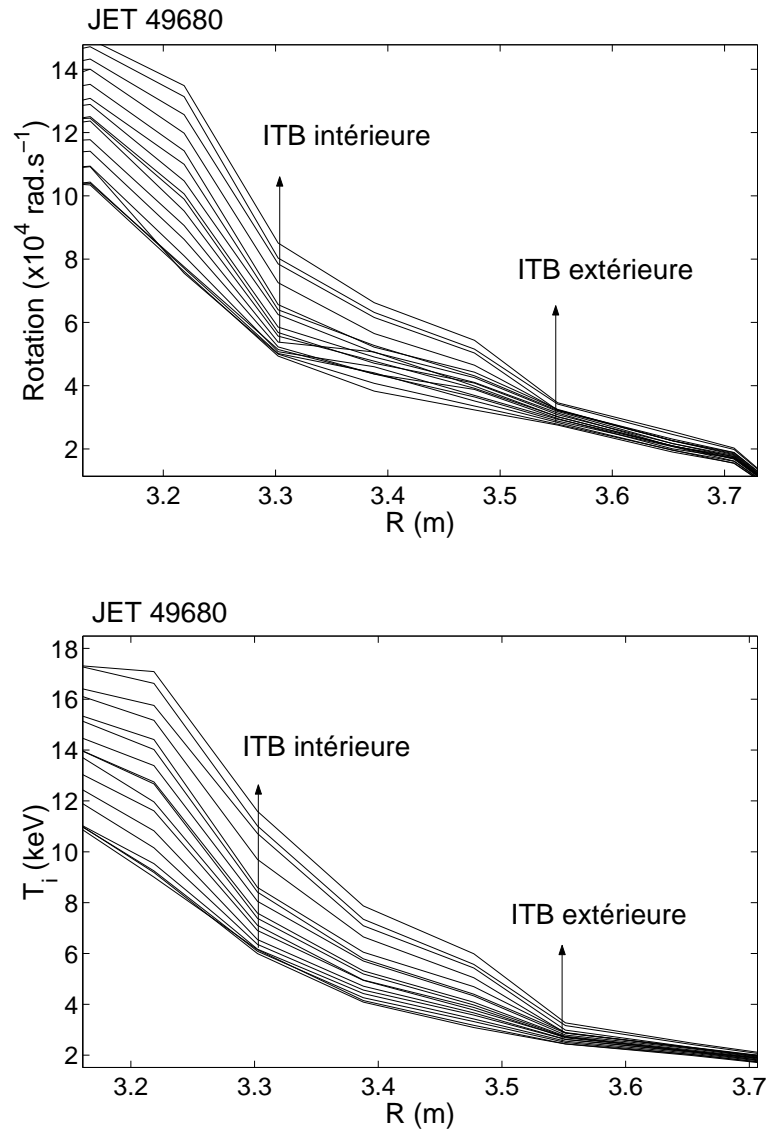 JET 49680
14
12
10
8
6
4
2
Rotation (x10⁴ rad.s⁻¹)
ITB intérieure
ITB extérieure
3.2 3.3 3.4 3.5 3.6 3.7
R (m)
JET 49680
18
16
14
12
10
8
6
4
2
T_i (keV)
ITB intérieure
ITB extérieure
3.2 3.3 3.4 3.5 3.6 3.7
R (m)